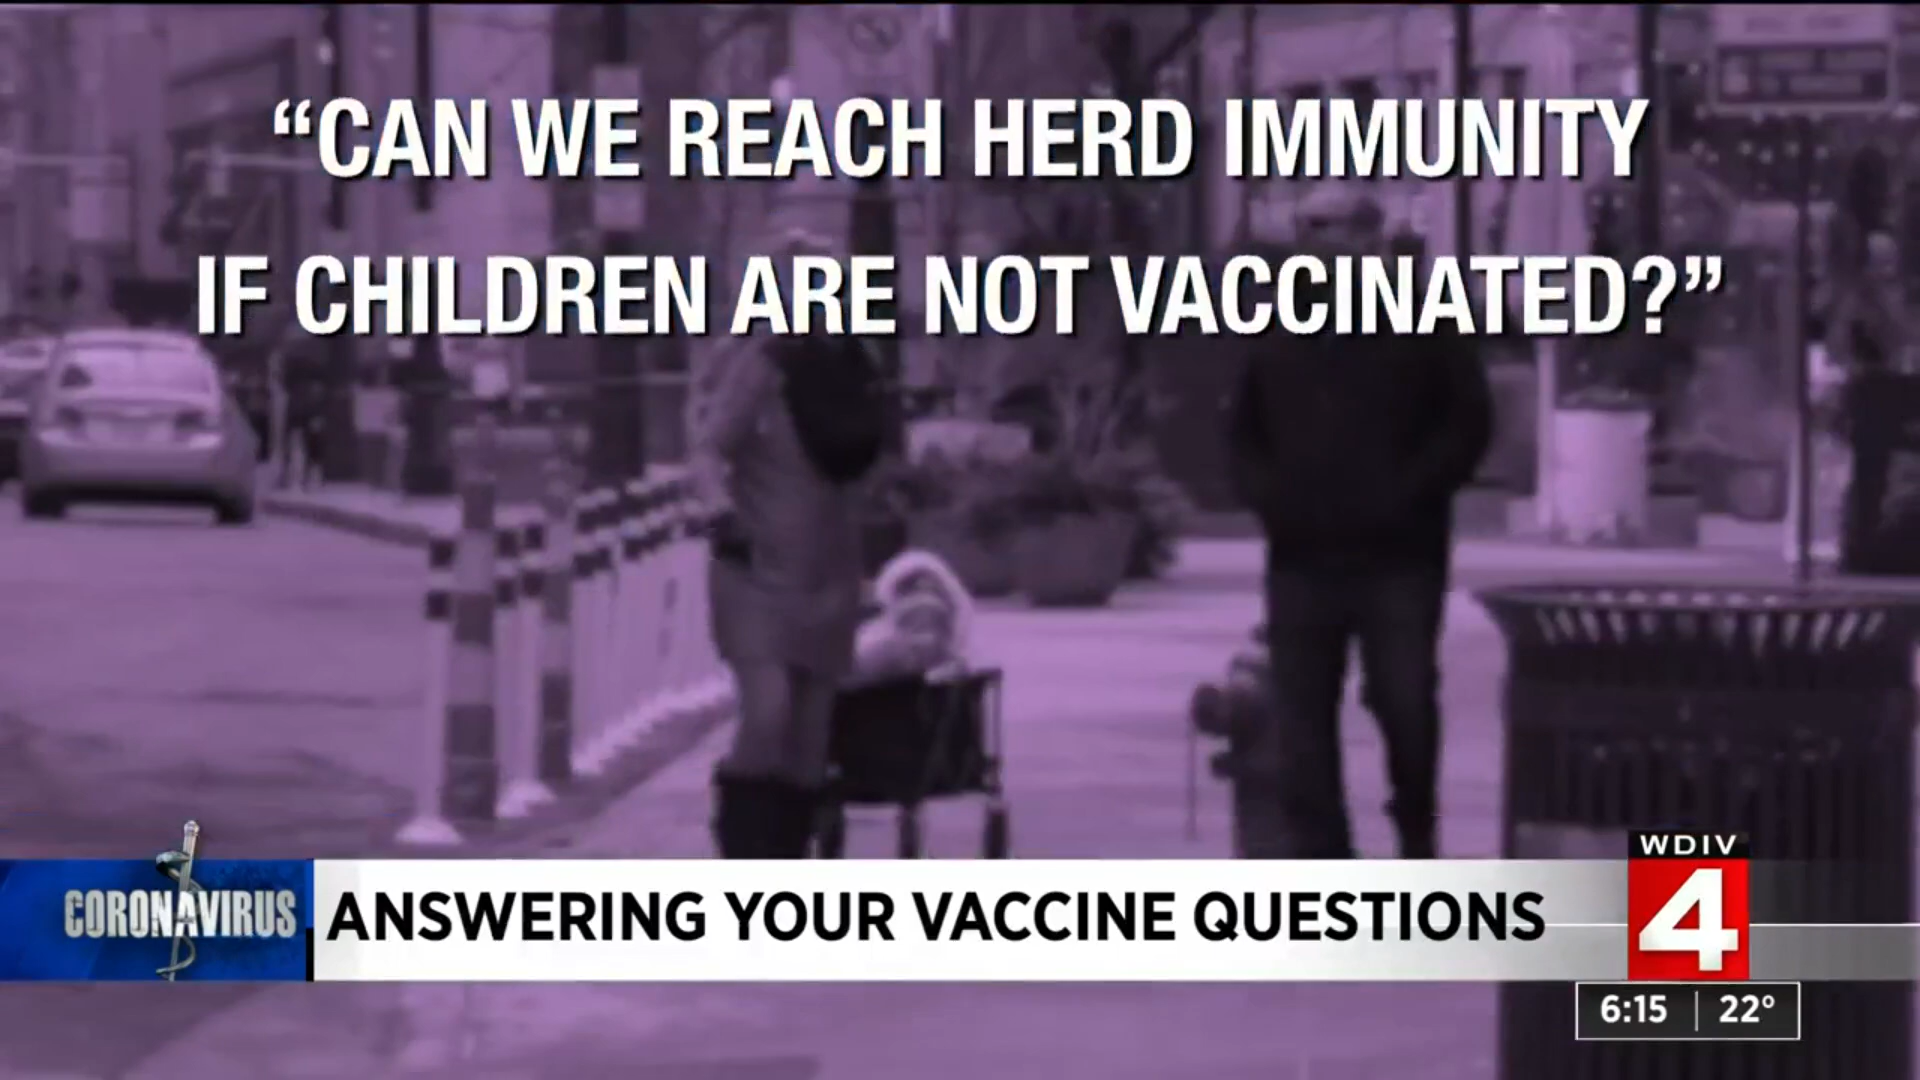 “CAN WE REACH HERD IMMUNITY
IF CHILDREN ARE NOT VACCINATED?”
CORONAVIRUS
ANSWERING YOUR VACCINE QUESTIONS
WDIV
4
6:15 | 22°